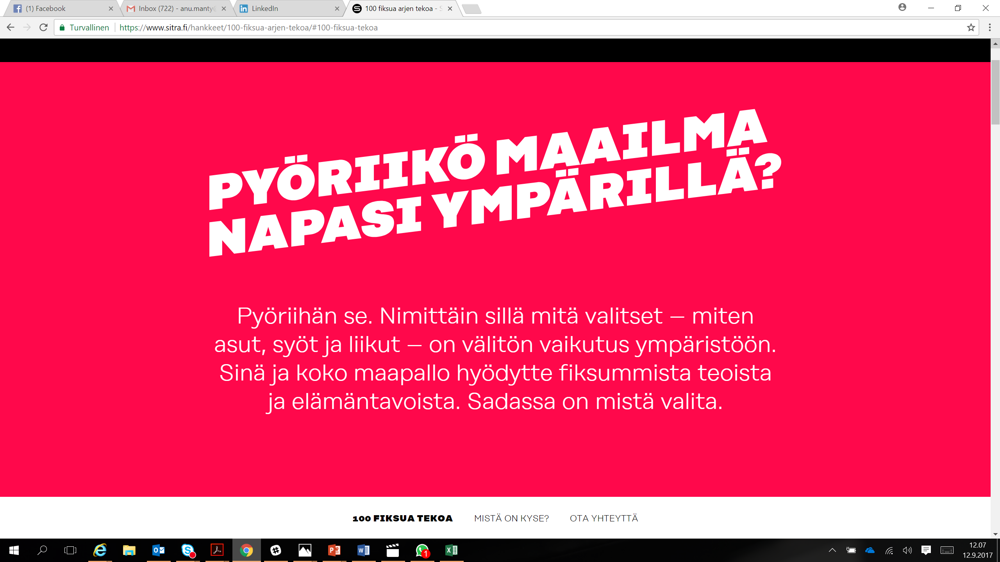 (1) Facebook
Inbox (722) - anu.manty@
LinkedIn
100 fiksua arjen tekoa - S
Turvallinen
https://www.sitra.fi/hankkeet/100-fiksua-arjen-tekoa/#100-fiksua-tekoa
PYÖRIIKÖ MAAILMA
NAPASI YMPÄRILLÄ?
Pyöriihän se. Nimittäin sillä mitä valitset – miten
asut, syöt ja liikut – on välitön vaikutus ympäristöön.
Sinä ja koko maapallo hyödytte fiksummista teoista
ja elämäntavoista. Sadassa on mistä valita.
100 FIKSUA TEKOA
MISTÄ ON KYSE?
OTA YHTEYTTÄ
1
12.07
12.9.2017